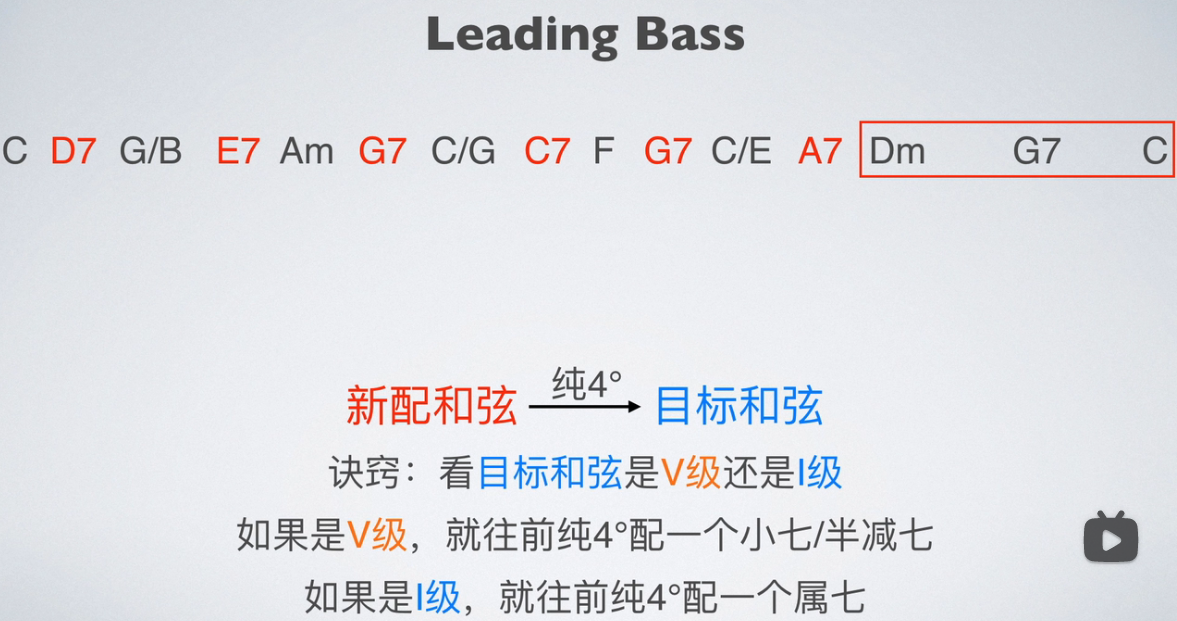 Leading Bass
C D7 G/B E7 Am G7 C/G C7 F G7 C/E A7 Dm G7 C
纯4°
新配和弦 目标和弦
诀窍：看目标和弦是V级还是I级
如果是V级，就往前纯4°配一个小七/半减七
如果是I级，就往前纯4°配一个属七